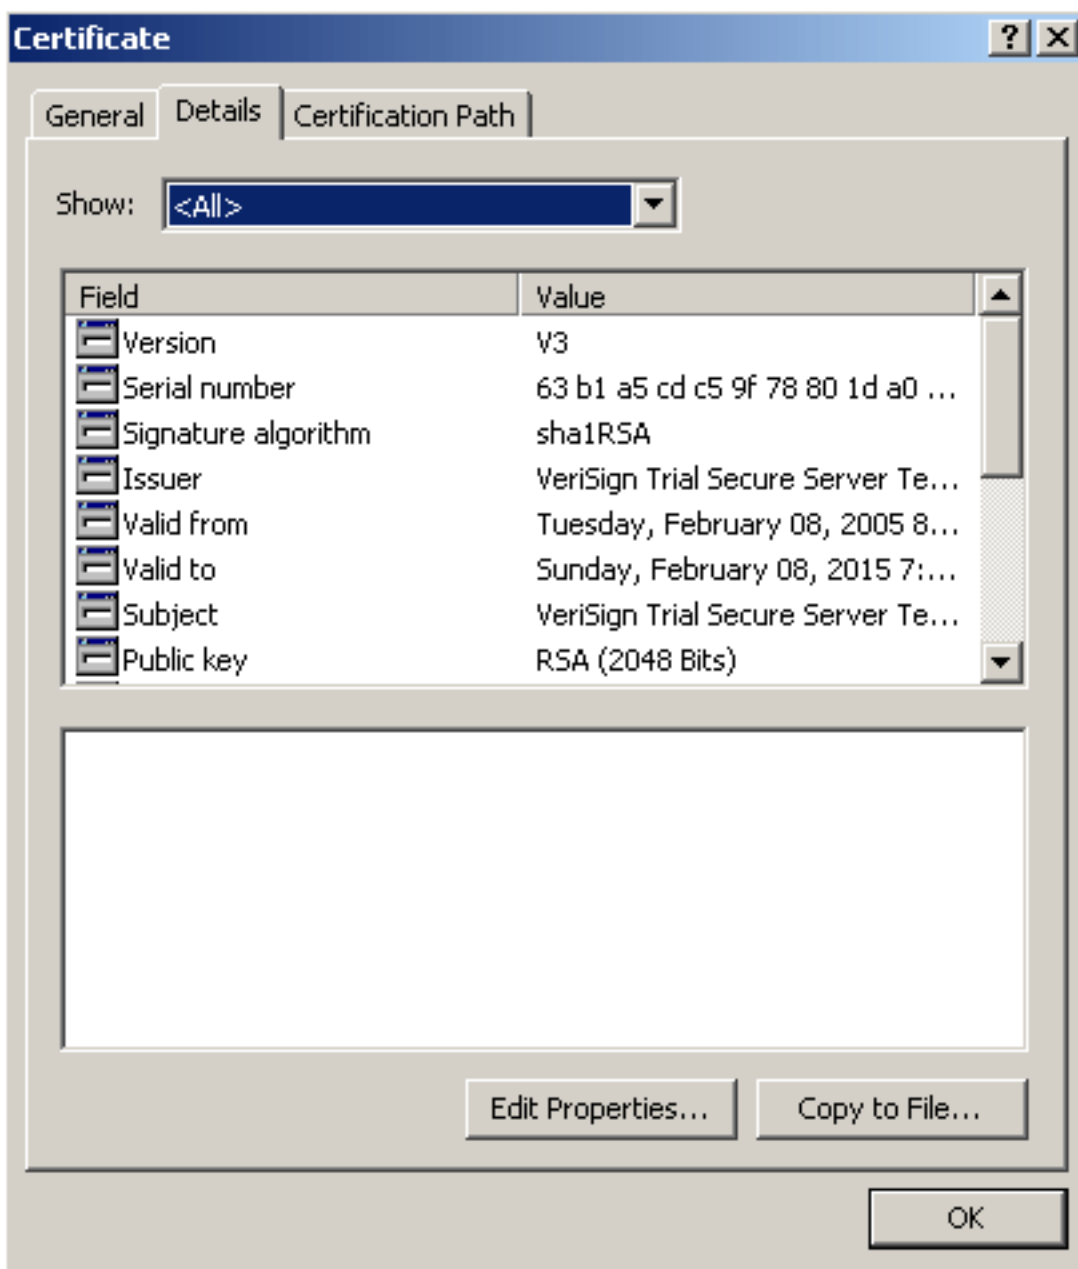 Certificate
General Details Certification Path
Show: <All>
Field Value
Version V3
Serial number 63 b1 a5 cd c5 9f 78 80 1d a0 ...
Signature algorithm sha1RSA
Issuer VeriSign Trial Secure Server Te...
Valid from Tuesday, February 08, 2005 8...
Valid to Sunday, February 08, 2015 7:...
Subject VeriSign Trial Secure Server Te...
Public key RSA (2048 Bits)
Edit Properties... Copy to File...
OK